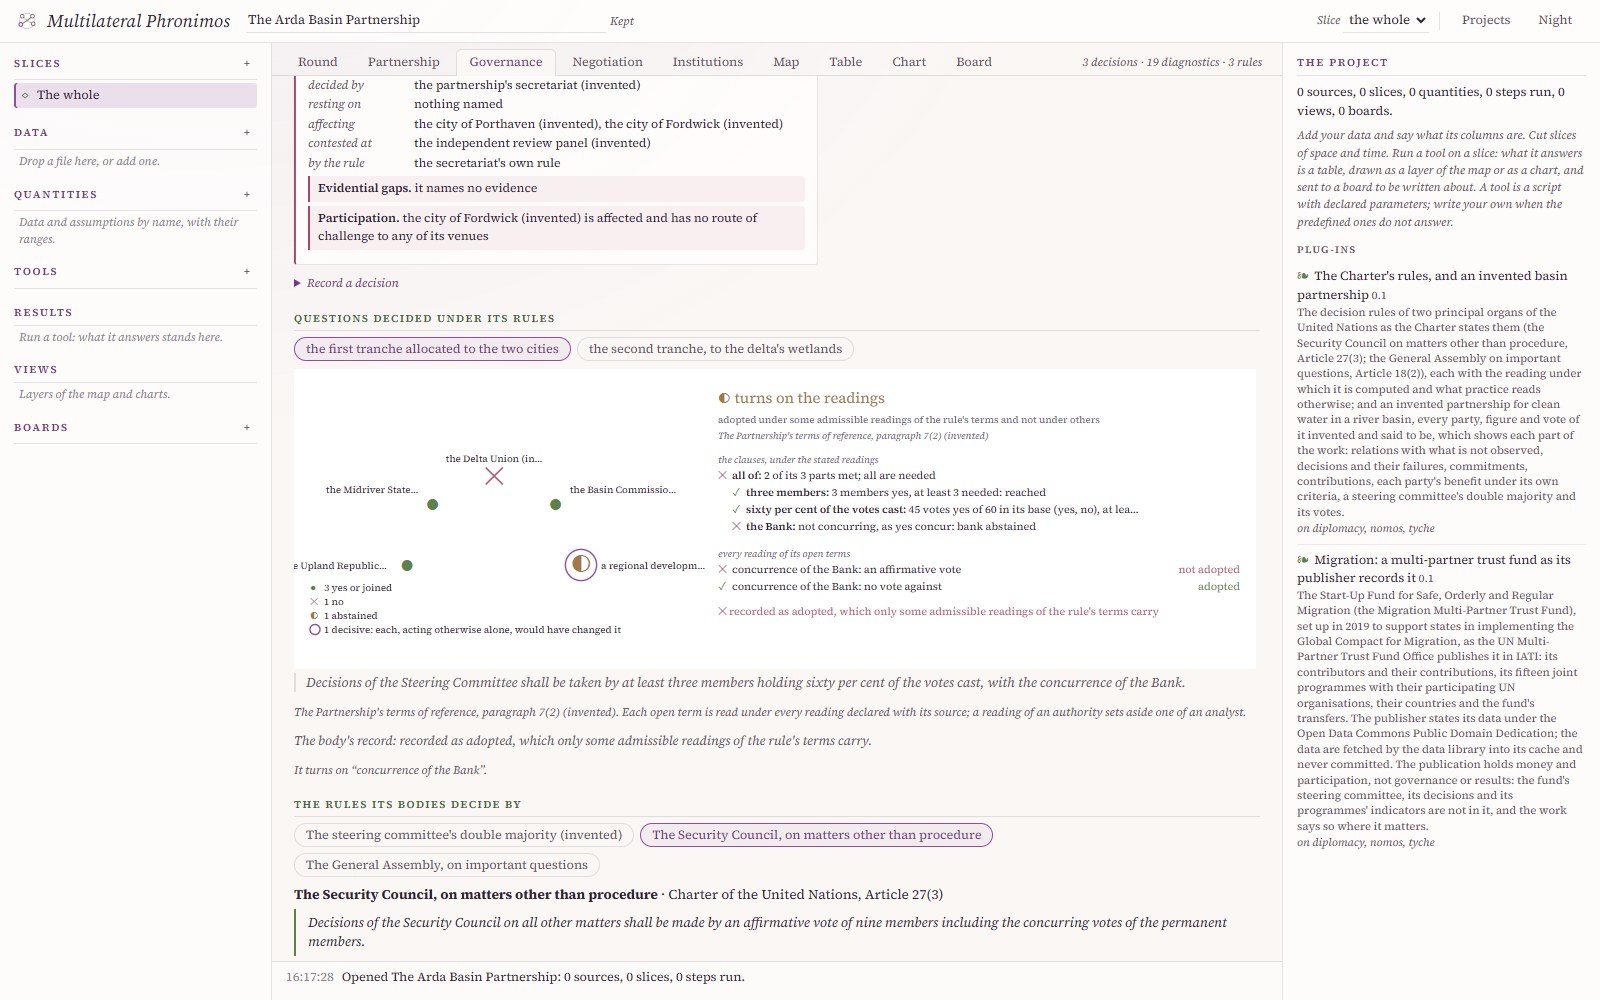 Multilateral Phronimos
The Arda Basin Partnership
Kept
Slice the whole
Projects
Night
SLICES +
The whole
DATA +
Drop a file here, or add one.
QUANTITIES +
Data and assumptions by name, with their
ranges.
TOOLS +
RESULTS
Run a tool: what it answers stands here.
VIEWS
Layers of the map and charts.
BOARDS +
Round Partnership Governance Negotiation Institutions Map Table Chart Board
3 decisions · 19 diagnostics · 3 rules
decided by the partnership's secretariat (invented)
resting on nothing named
affecting the city of Porthaven (invented), the city of Fordwick (invented)
contested at the independent review panel (invented)
by the rule the secretariat's own rule
Evidential gaps. it names no evidence
Participation. the city of Fordwick (invented) is affected and has no route of
challenge to any of its venues
Record a decision
QUESTIONS DECIDED UNDER ITS RULES
the first tranche allocated to the two cities
the second tranche, to the delta's wetlands
the Delta Union (in...
the Midriver State...
the Basin Commissio...
e Upland Republic...
a regional developm...
3 yes or joined
1 no
1 abstained
1 decisive: each, acting otherwise alone, would have changed it
turns on the readings
adopted under some admissible readings of the rule's terms and not under others
The Partnership's terms of reference, paragraph 7(2) (invented)
the clauses, under the stated readings
all of: 2 of its 3 parts met; all are needed
three members: 3 members yes, at least 3 needed: reached
sixty per cent of the votes cast: 45 votes yes of 60 in its base (yes, no), at lea...
the Bank: not concurring, as yes concur: bank abstained
every reading of its open terms
concurrence of the Bank: an affirmative vote not adopted
concurrence of the Bank: no vote against adopted
recorded as adopted, which only some admissible readings of the rule's terms carry
Decisions of the Steering Committee shall be taken by at least three members holding sixty per cent of the votes cast, with the concurrence of the Bank.
The Partnership's terms of reference, paragraph 7(2) (invented). Each open term is read under every reading declared with its source; a reading of an authority sets aside one of an analyst.
The body's record: recorded as adopted, which only some admissible readings of the rule's terms carry.
It turns on “concurrence of the Bank”.
THE RULES ITS BODIES DECIDE BY
The steering committee's double majority (invented)
The Security Council, on matters other than procedure
The General Assembly, on important questions
The Security Council, on matters other than procedure · Charter of the United Nations, Article 27(3)
Decisions of the Security Council on all other matters shall be made by an affirmative vote of nine members including the concurring votes of the permanent
members.
16:17:28 Opened The Arda Basin Partnership: 0 sources, 0 slices, 0 steps run.
THE PROJECT
0 sources, 0 slices, 0 quantities, 0 steps run, 0
views, 0 boards.
Add your data and say what its columns are. Cut slices
of space and time. Run a tool on a slice: what it answers
is a table, drawn as a layer of the map or as a chart, and
sent to a board to be written about. A tool is a script
with declared parameters; write your own when the
predefined ones do not answer.
PLUG-INS
The Charter's rules, and an invented basin
partnership 0.1
The decision rules of two principal organs of the
United Nations as the Charter states them (the
Security Council on matters other than procedure,
Article 27(3); the General Assembly on important
questions, Article 18(2)), each with the reading under
which it is computed and what practice reads
otherwise; and an invented partnership for clean
water in a river basin, every party, figure and vote of
it invented and said to be, which shows each part of
the work: relations with what is not observed,
decisions and their failures, commitments,
contributions, each party's benefit under its own
criteria, a steering committee's double majority and
its votes.
on diplomacy, nomos, tyche
Migration: a multi-partner trust fund as its
publisher records it 0.1
The Start-Up Fund for Safe, Orderly and Regular
Migration (the Migration Multi-Partner Trust Fund),
set up in 2019 to support states in implementing the
Global Compact for Migration, as the UN Multi-
Partner Trust Fund Office publishes it in IATI: its
contributors and their contributions, its fifteen joint
programmes with their participating UN
organisations, their countries and the fund's
transfers. The publisher states its data under the
Open Data Commons Public Domain Dedication; the
data are fetched by the data library into its cache and
never committed. The publication holds money and
participation, not governance or results: the fund's
steering committee, its decisions and its
programmes' indicators are not in it, and the work
says so where it matters.
on diplomacy, nomos, tyche